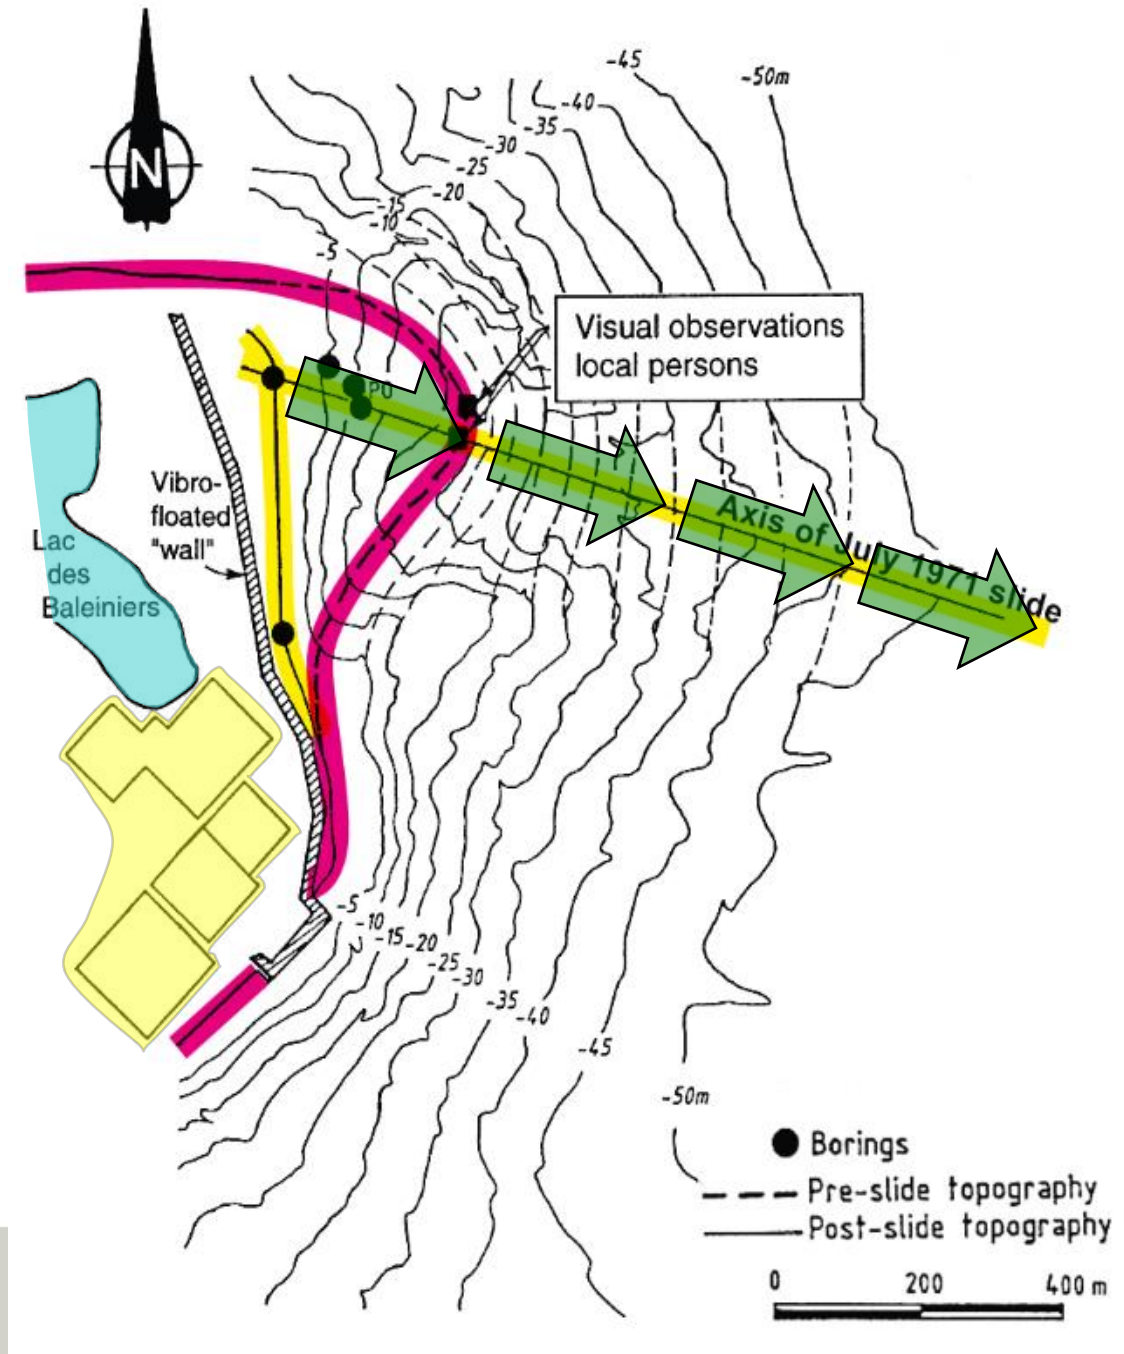 N
-45
-50m
-40
-35
-30
-25
-20
-15
-10
-5
Visual observations
local persons
Vibro-
floated
"wall"
Lac
des
Baleiniers
Axis of July 1971 slide
-5
-10
-15
-20
-25
-30
-35
-40
-45
-50m
Borings
Pre-slide topography
Post-slide topography
0 200 400 m